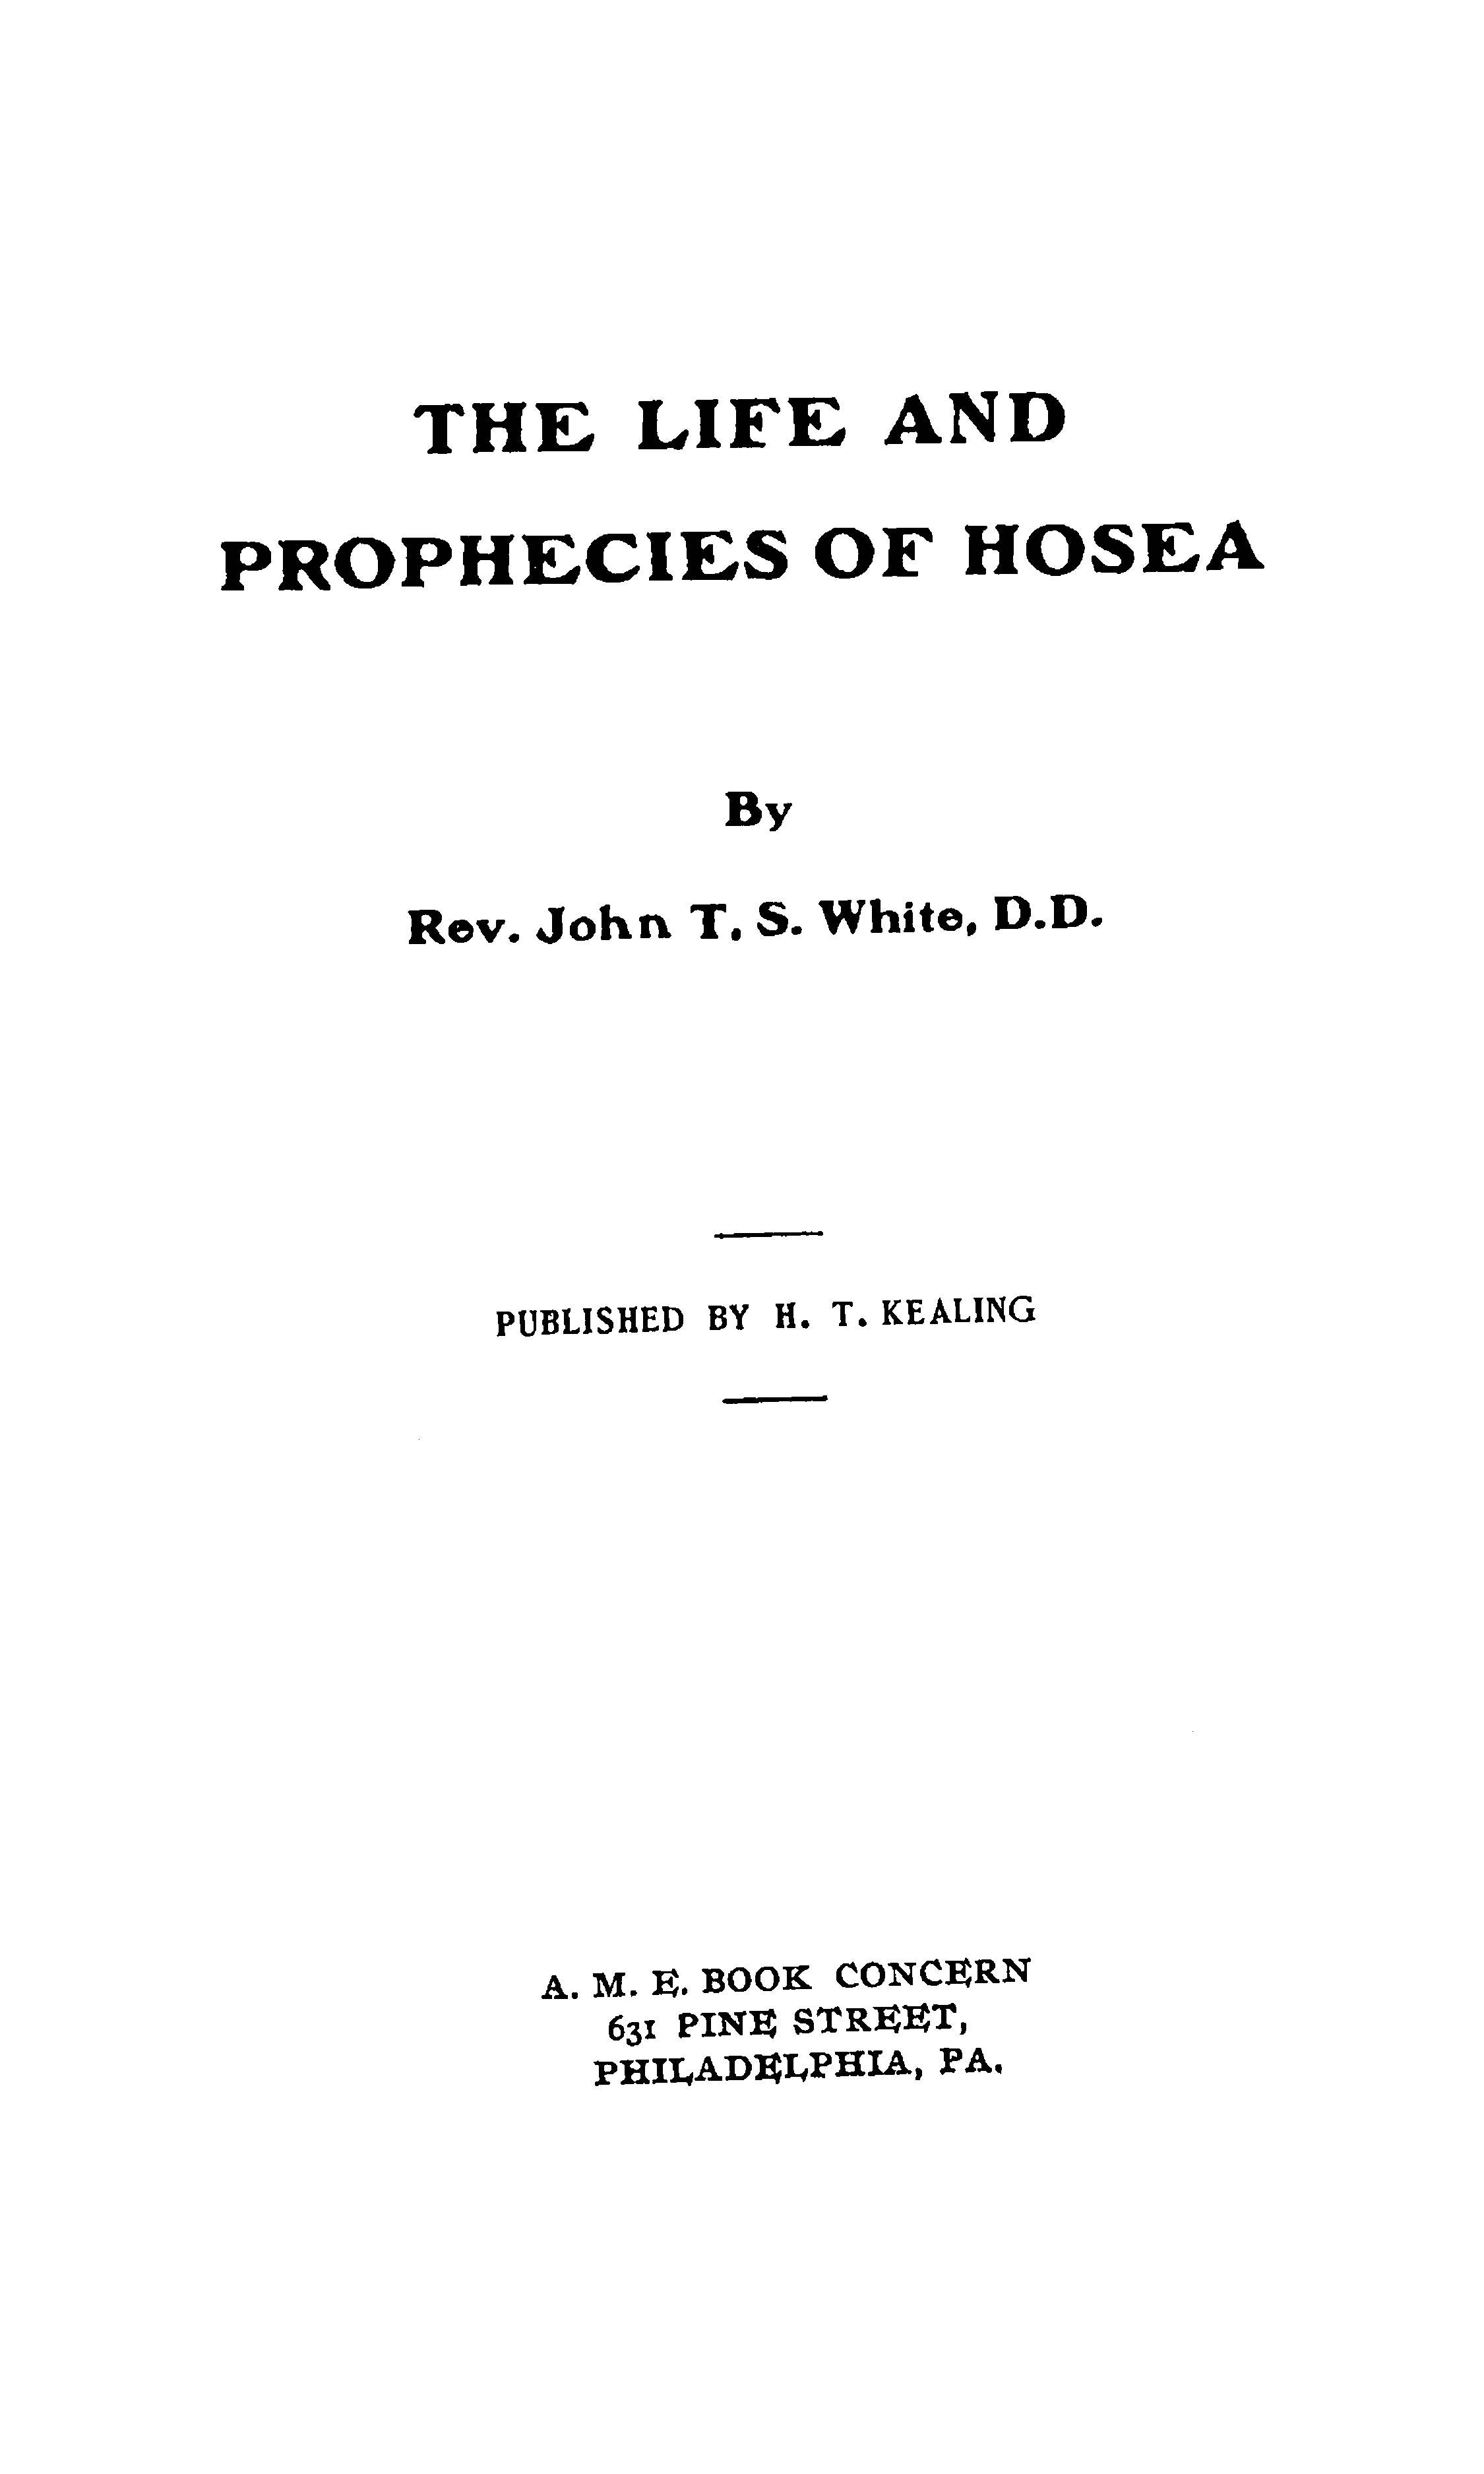 THE LIFE AND
PROPHECIES OF HOSEA
By
Rev. John T. S. White, D.D.
PUBLISHED BY H. T. KEALING
A. M. E. BOOK CONCERN
631 PINE STREET,
PHILADELPHIA, PA.